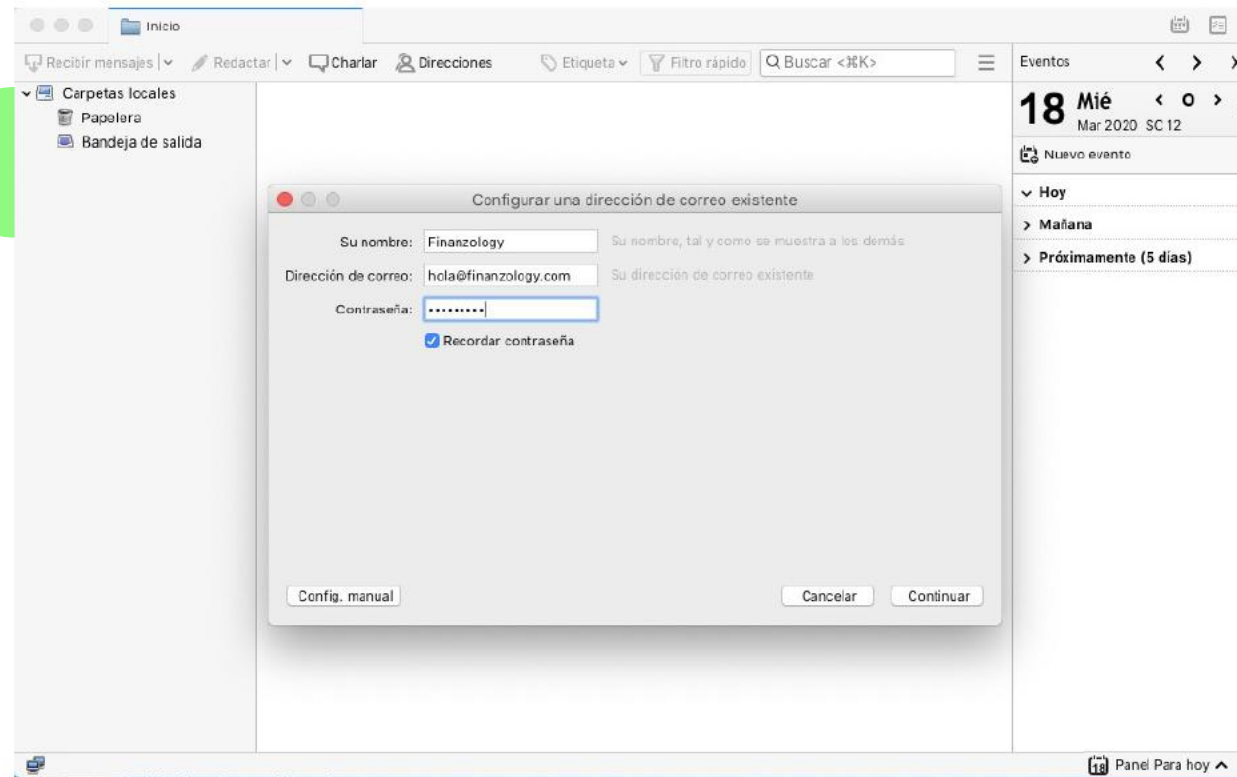 Inicio
Recibir mensajes Redactar Charlar Direcciones Etiqueta Filtro rápido Buscar <⌘K>
Eventos
Carpetas locales
Papelera
Bandeja de salida
18 Mié
Mar 2020 SC 12
Nuevo evento
Hoy
Mañana
Próximamente (5 días)
Configurar una dirección de correo existente
Su nombre: Finanzology Su nombre, tal y como se muestra a los demás
Dirección de correo: hola@finanzology.com Su dirección de correo existente
Contraseña: •••••••••
Recordar contraseña
Config. manual Cancelar Continuar
18 Panel Para hoy